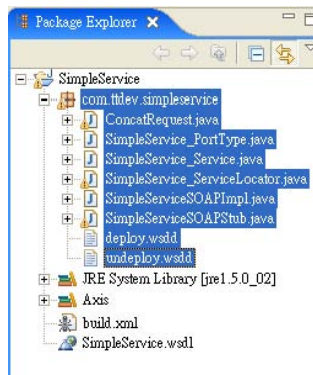 Package Explorer
SimpleService
com.ttdev.simpleservice
ConcatRequest.java
SimpleService_PortType.java
SimpleService_Service.java
SimpleService_ServiceLocator.java
SimpleServiceSOAPImpl.java
SimpleServiceSOAPStub.java
deploy.wsdd
undeploy.wsdd
JRE System Library [jre1.5.0_02]
Axis
build.xml
SimpleService.wsdl